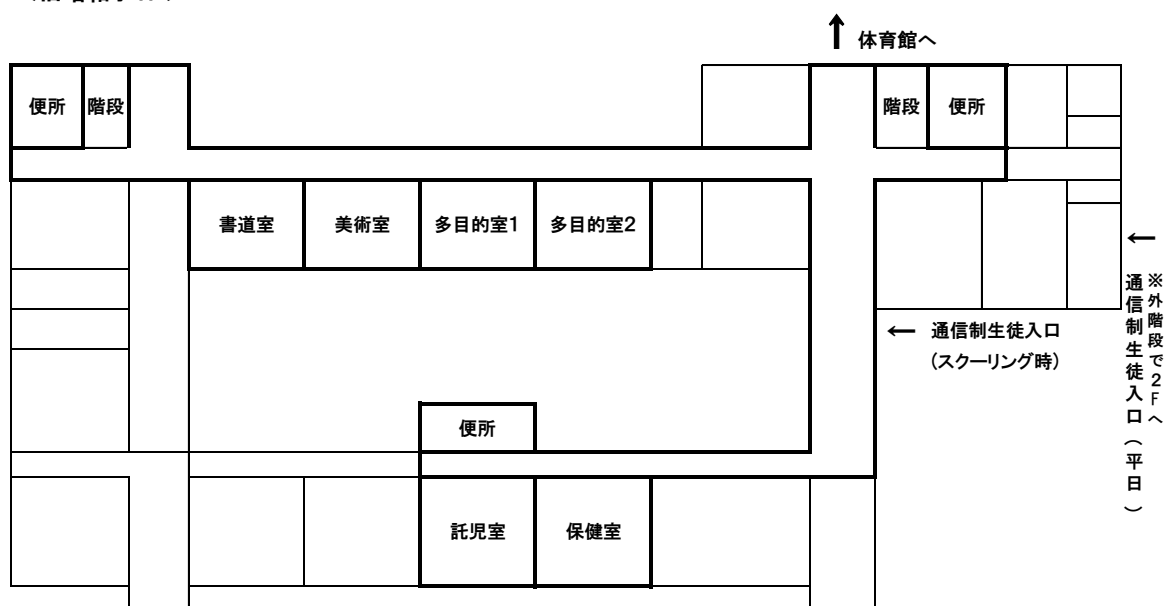 ↑ 体育館へ
便所
階段
階段
便所
書道室
美術室
多目的室1
多目的室2
←
※外階段で2Fへ
通信制生徒入口(平日)
← 通信制生徒入口
(スクーリング時)
便所
託児室
保健室